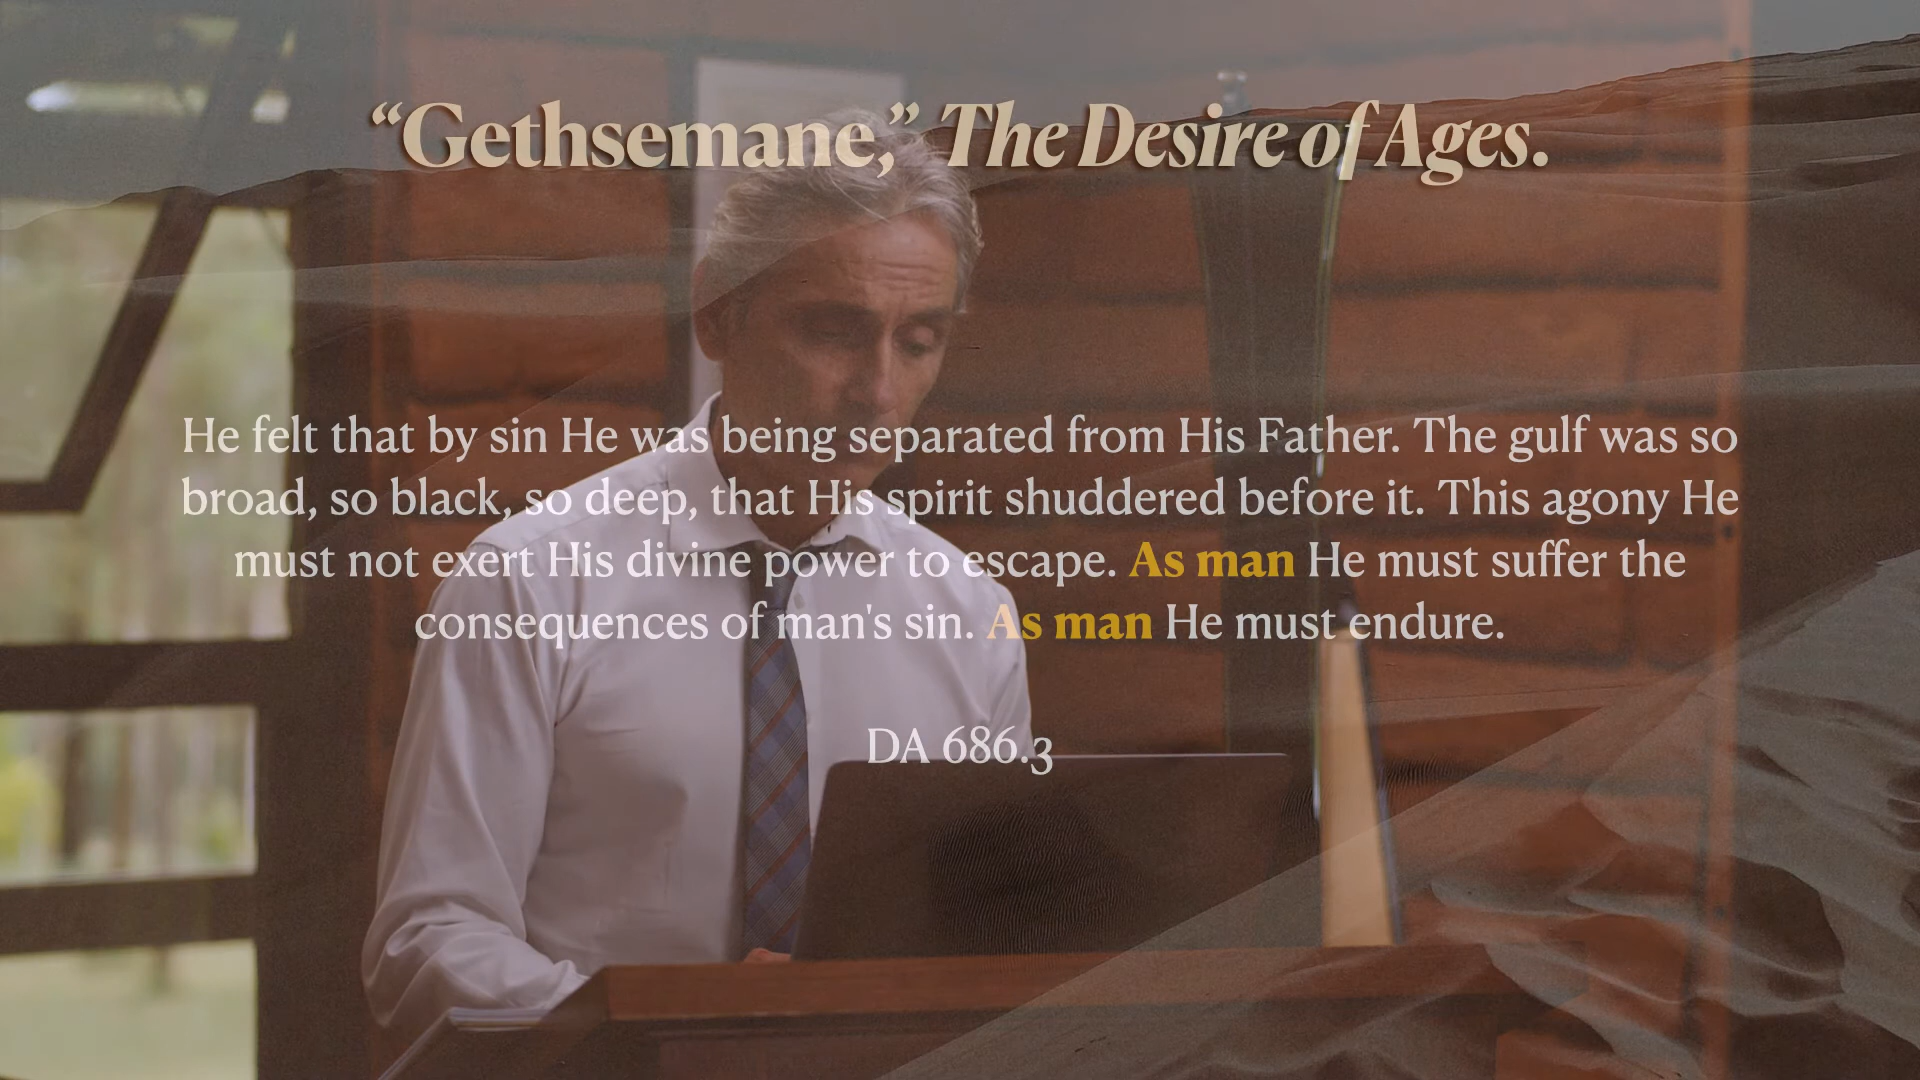 “Gethsemane,” The Desire of Ages.
He felt that by sin He was being separated from His Father. The gulf was so
broad, so black, so deep, that His spirit shuddered before it. This agony He
must not exert His divine power to escape. As man He must suffer the
consequences of man's sin. As man He must endure.
DA 686.3